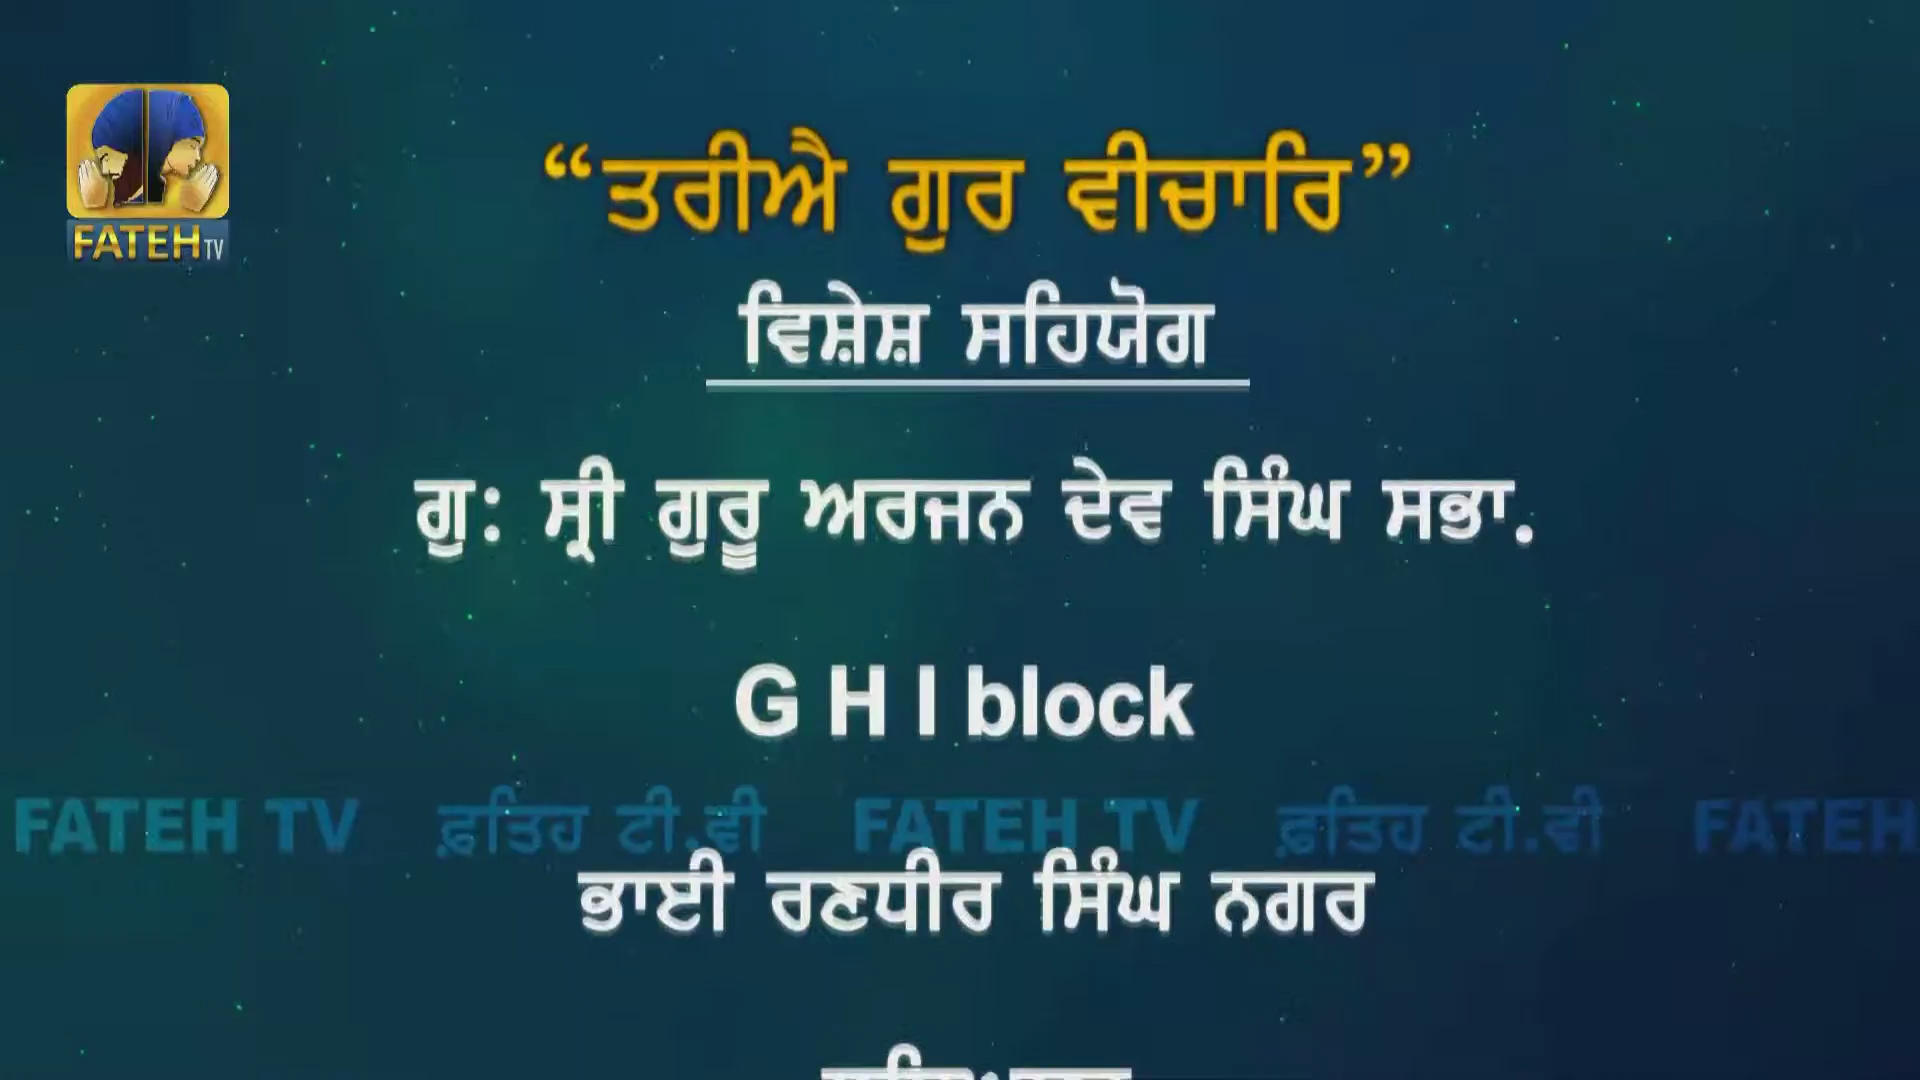 FATEH TV
“ਤਰੀਐ ਗੁਰ ਵੀਚਾਰਿ”
ਵਿਸ਼ੇਸ਼ ਸਹਿਯੋਗ
ਗੁ: ਸ੍ਰੀ ਗੁਰੂ ਅਰਜਨ ਦੇਵ ਸਿੰਘ ਸਭਾ.
G H I block
FATEH TV ਫ਼ਤਿਹ ਟੀ.ਵੀ FATEH TV ਫ਼ਤਿਹ ਟੀ.ਵੀ FATEH
ਭਾਈ ਰਣਧੀਰ ਸਿੰਘ ਨਗਰ